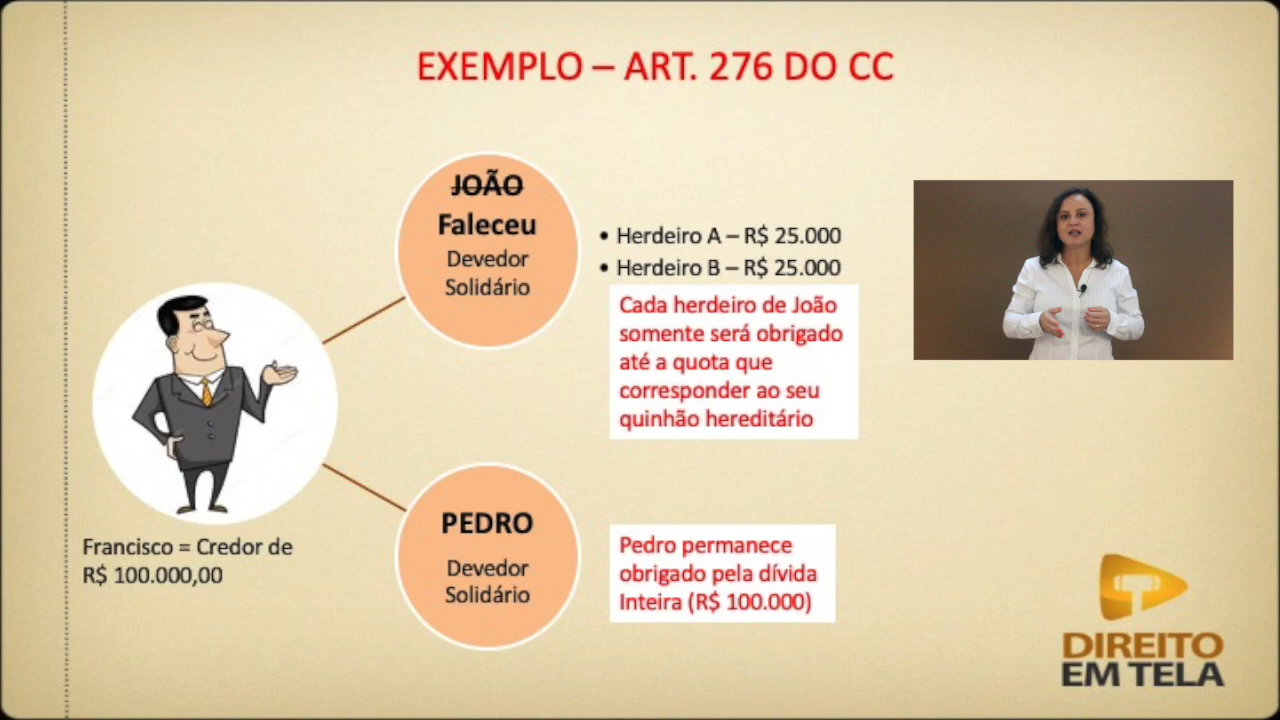 EXEMPLO – ART. 276 DO CC
JOÃO
Faleceu
Devedor
Solidário
• Herdeiro A – R$ 25.000
• Herdeiro B – R$ 25.000
Cada herdeiro de João
somente será obrigado
até a quota que
corresponder ao seu
quinhão hereditário
Francisco = Credor de
R$ 100.000,00
PEDRO
Devedor
Solidário
Pedro permanece
obrigado pela dívida
Inteira (R$ 100.000)
DIREITO
EM TELA